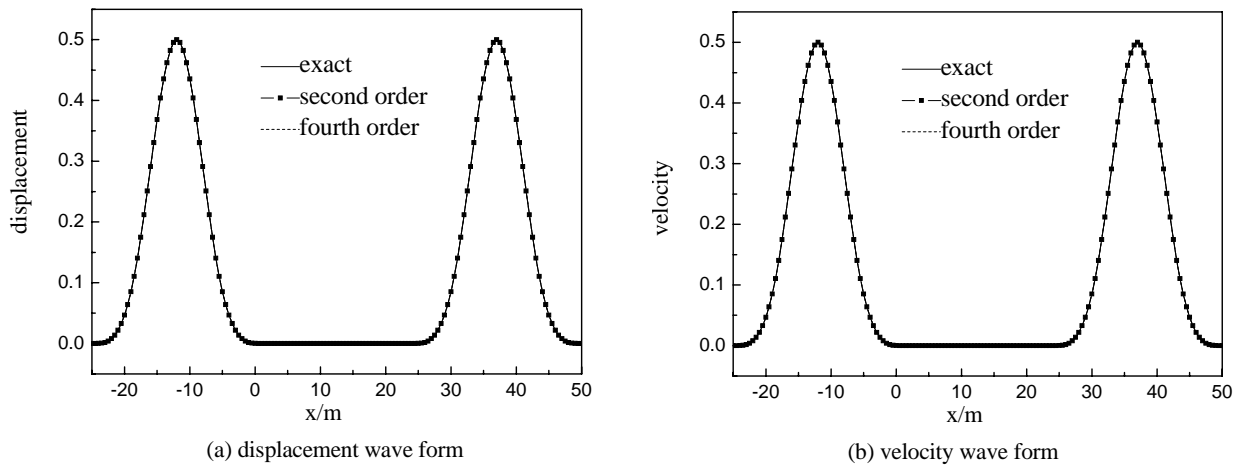 0.5
0.4
0.3
0.2
0.1
0.0
displacement
exact
second order
fourth order
-20 -10 0 10 20 30 40 50
x/m
(a) displacement wave form
0.5
0.4
0.3
0.2
0.1
0.0
velocity
exact
second order
fourth order
-20 -10 0 10 20 30 40 50
x/m
(b) velocity wave form